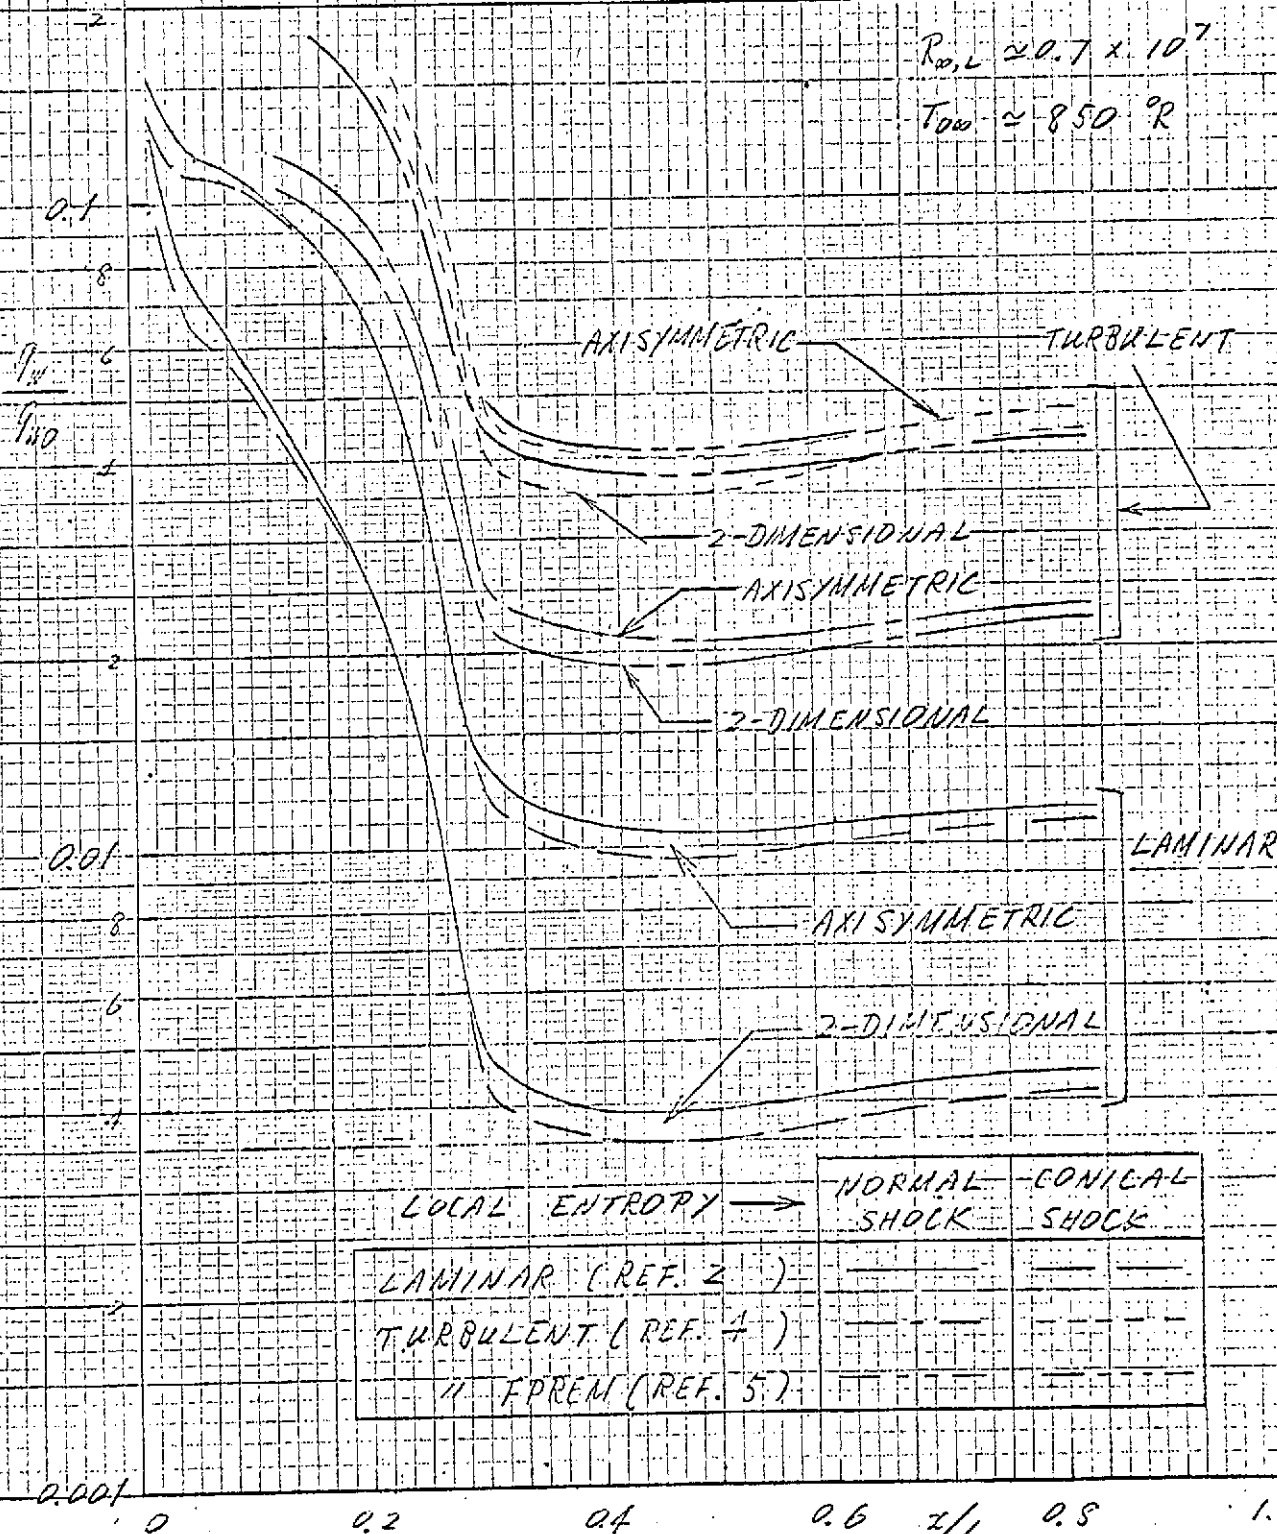 2
R∞,L ≃ 0.7 x 10⁷
T0∞ ≃ 850 °R
0.1
8
6
4
2
0.01
8
6
4
2
0.001
AXISYMMETRIC
TURBULENT
2-DIMENSIONAL
AXISYMMETRIC
2-DIMENSIONAL
LAMINAR
AXISYMMETRIC
2-DIMENSIONAL
LOCAL ENTROPY → NORMAL SHOCK CONICAL SHOCK
LAMINAR (REF. 2 )
TURBULENT (REF. 4 )
" FPREM (REF. 5)
0 0.2 0.4 0.6 0.8 1.